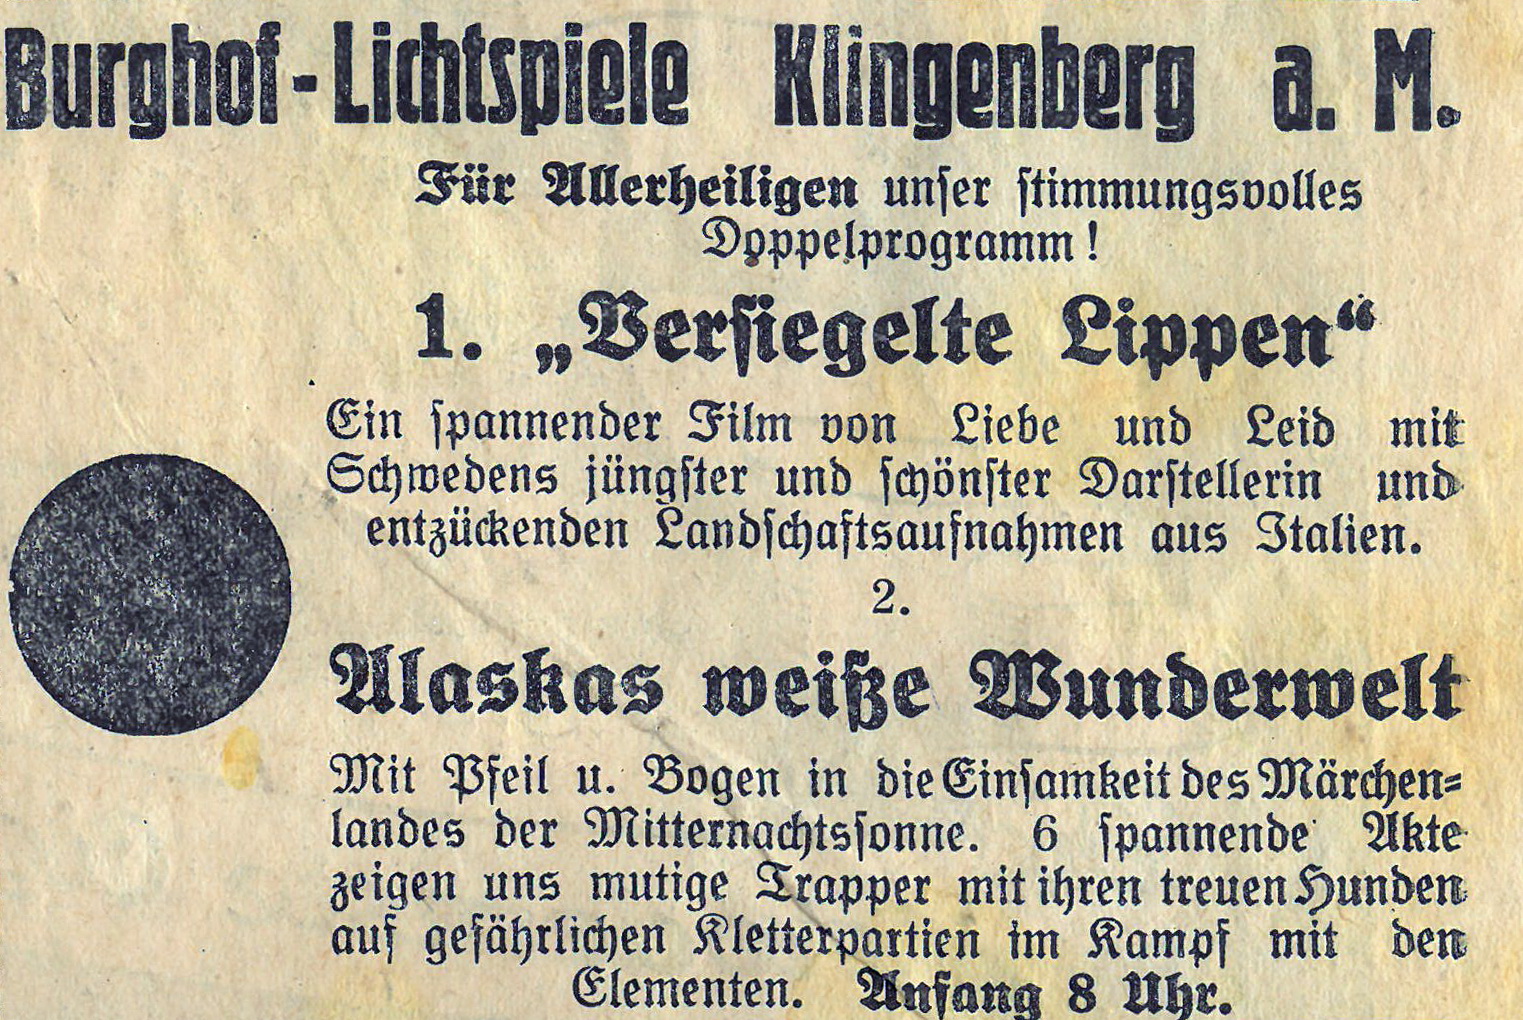 Burghof-Lichtspiele Klingenberg a. M.
Für Allerheiligen unser stimmungsvolles
Doppelprogramm!
1. „Versiegelte Lippen“
Ein spannender Film von Liebe und Leid mit
Schwedens jüngster und schönster Darstellerin und
entzückenden Landschaftsaufnahmen aus Italien.
2.
Alaskas weiße Wunderwelt
Mit Pfeil u. Bogen in die Einsamkeit des Märchen-
landes der Mitternachtssonne. 6 spannende Akte
zeigen uns mutige Trapper mit ihren treuen Hunden
auf gefährlichen Kletterpartien im Kampf mit den
Elementen. Anfang 8 Uhr.